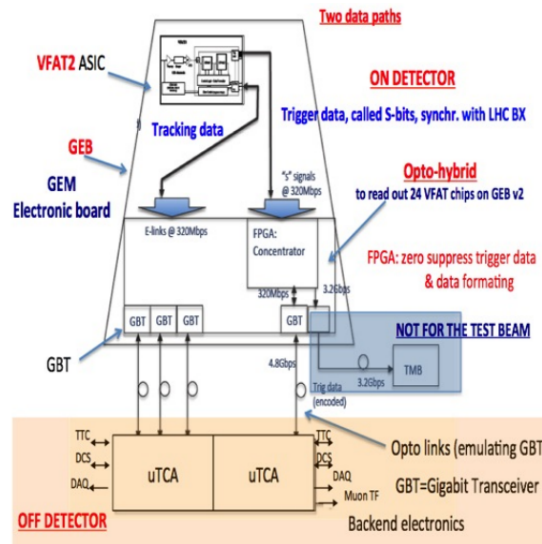 Two data paths
VFAT2 ASIC
ON DETECTOR
Tracking data
Trigger data, called S-bits, synchr. with LHC BX
GEB
GEM
Electronic board
"s" signals
@ 320Mbps
Opto-hybrid
to read out 24 VFAT chips on GEB v2
E-links @ 320Mbps
FPGA:
Concentrator
FPGA: zero suppress trigger data
& data formating
320Mbps
3.2Gbps
GBT
GBT
GBT
GBT
NOT FOR THE TEST BEAM
GBT
TMB
4.8Gbps
Trig data
(encoded)
3.2Gbps
TTC
DCS
DAQ
uTCA
uTCA
TTC
DCS
DAQ
Muon TF
Opto links (emulating GBT
GBT=Gigabit Transceiver
OFF DETECTOR
Backend electronics